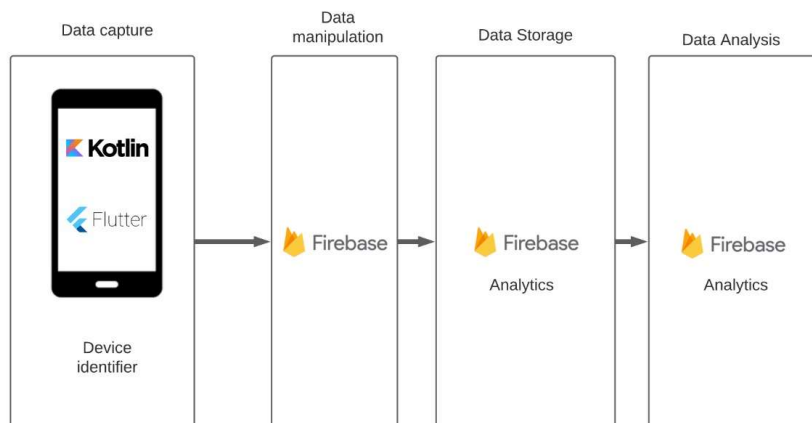 Data capture
Data
manipulation
Data Storage
Data Analysis
Kotlin
Flutter
Device
identifier
Firebase
Firebase
Analytics
Firebase
Analytics